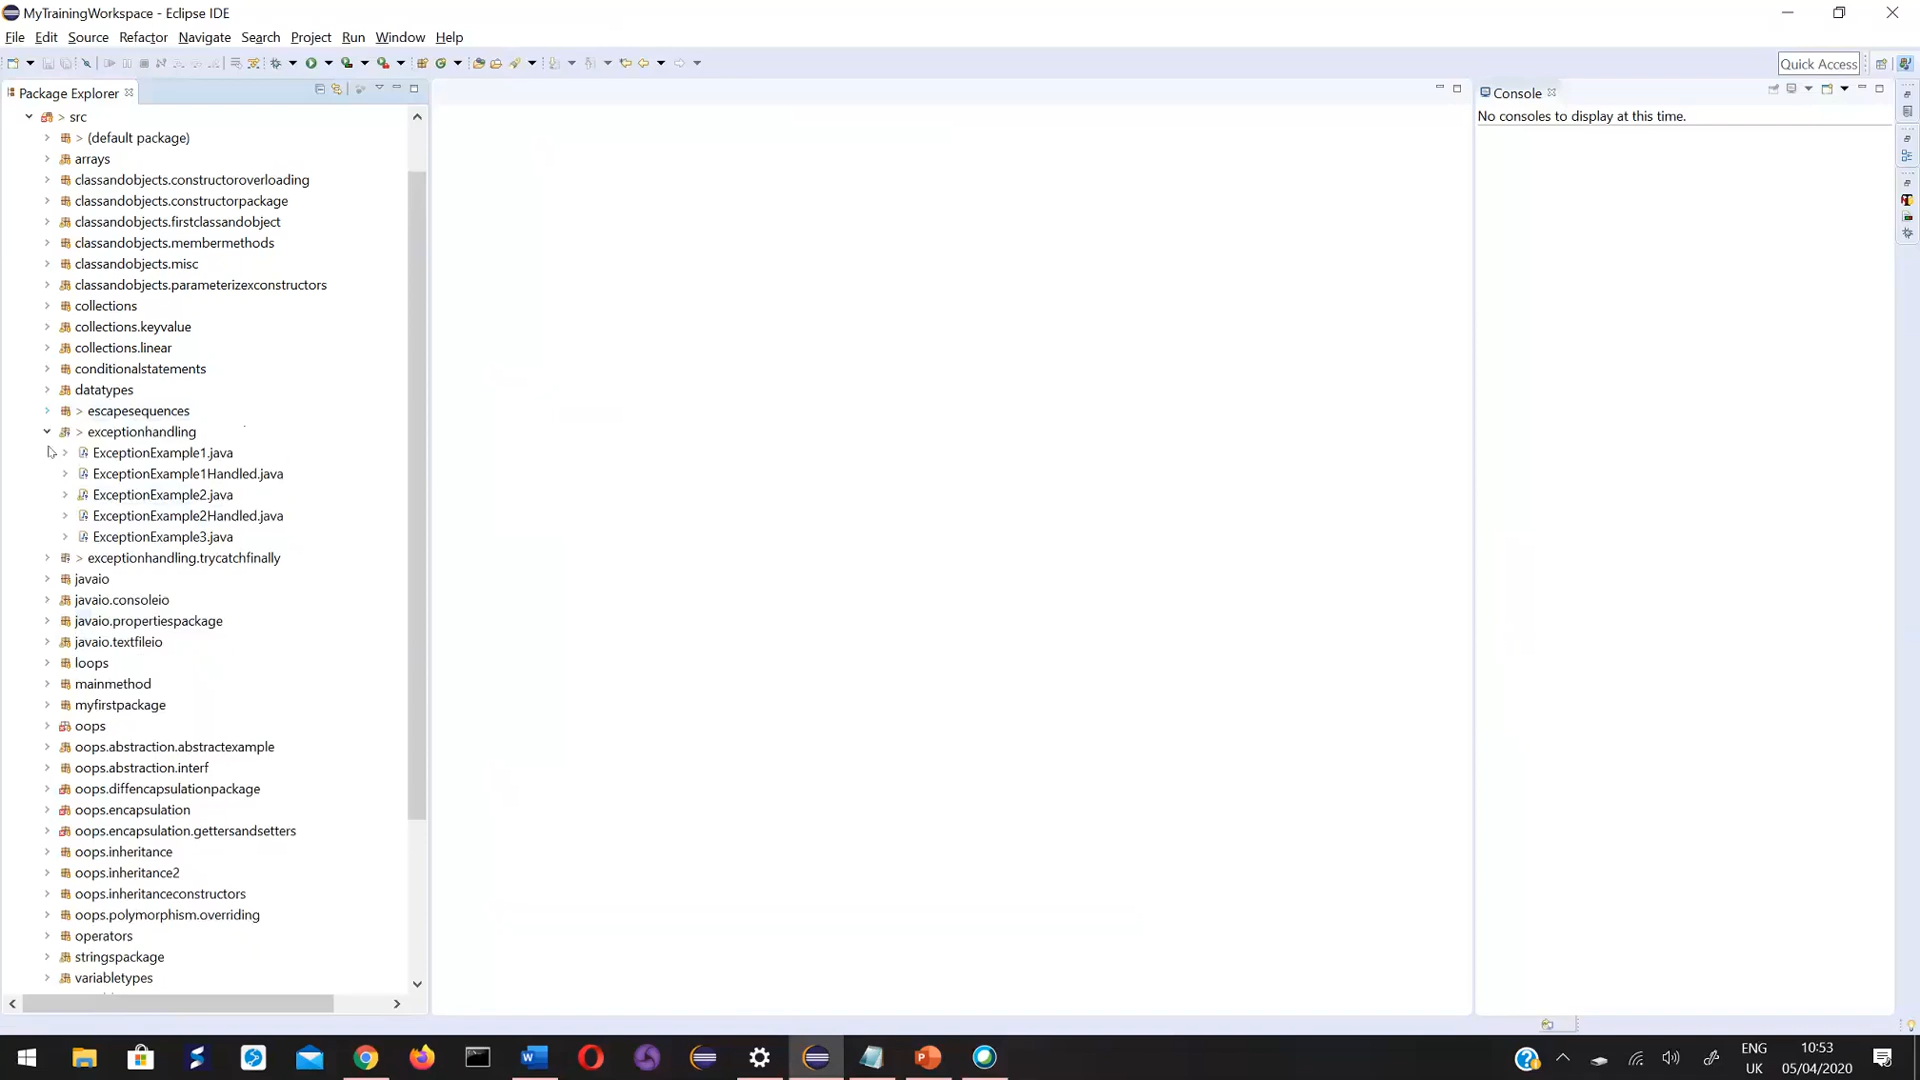 MyTrainingWorkspace - Eclipse IDE
File Edit Source Refactor Navigate Search Project Run Window Help
Quick Access
Package Explorer
Console
No consoles to display at this time.
> src
> (default package)
arrays
classandobjects.constructoroverloading
classandobjects.constructorpackage
classandobjects.firstclassandobject
classandobjects.membermethods
classandobjects.misc
classandobjects.parameterizexconstructors
collections
collections.keyvalue
collections.linear
conditionalstatements
datatypes
> escapesequences
> exceptionhandling
ExceptionExample1.java
ExceptionExample1Handled.java
ExceptionExample2.java
ExceptionExample2Handled.java
ExceptionExample3.java
> exceptionhandling.trycatchfinally
javaio
javaio.consoleio
javaio.propertiespackage
javaio.textfileio
loops
mainmethod
myfirstpackage
oops
oops.abstraction.abstractexample
oops.abstraction.interf
oops.diffencapsulationpackage
oops.encapsulation
oops.encapsulation.gettersandsetters
oops.inheritance
oops.inheritance2
oops.inheritanceconstructors
oops.polymorphism.overriding
operators
stringspackage
variabletypes
ENG
UK
10:53
05/04/2020